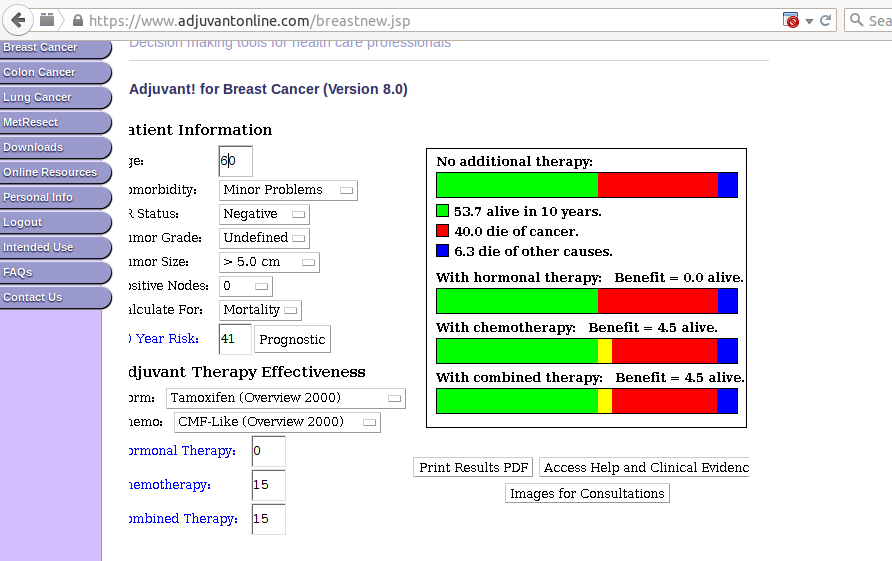 https://www.adjuvantonline.com/breastnew.jsp
Sea
Breast Cancer
Colon Cancer
Lung Cancer
MetResect
Downloads
Online Resources
Personal Info
Logout
Intended Use
FAQs
Contact Us
Decision making tools for health care professionals
Adjuvant! for Breast Cancer (Version 8.0)
atient Information
ge: 60
omorbidity: Minor Problems
R Status: Negative
umor Grade: Undefined
umor Size: > 5.0 cm
ositive Nodes: 0
alculate For: Mortality
) Year Risk: 41 Prognostic
djuvant Therapy Effectiveness
orm: Tamoxifen (Overview 2000)
hemo: CMF-Like (Overview 2000)
ormonal Therapy: 0
hemotherapy: 15
ombined Therapy: 15
No additional therapy:
53.7 alive in 10 years.
40.0 die of cancer.
6.3 die of other causes.
With hormonal therapy: Benefit = 0.0 alive.
With chemotherapy: Benefit = 4.5 alive.
With combined therapy: Benefit = 4.5 alive.
Print Results PDF Access Help and Clinical Evidenc
Images for Consultations